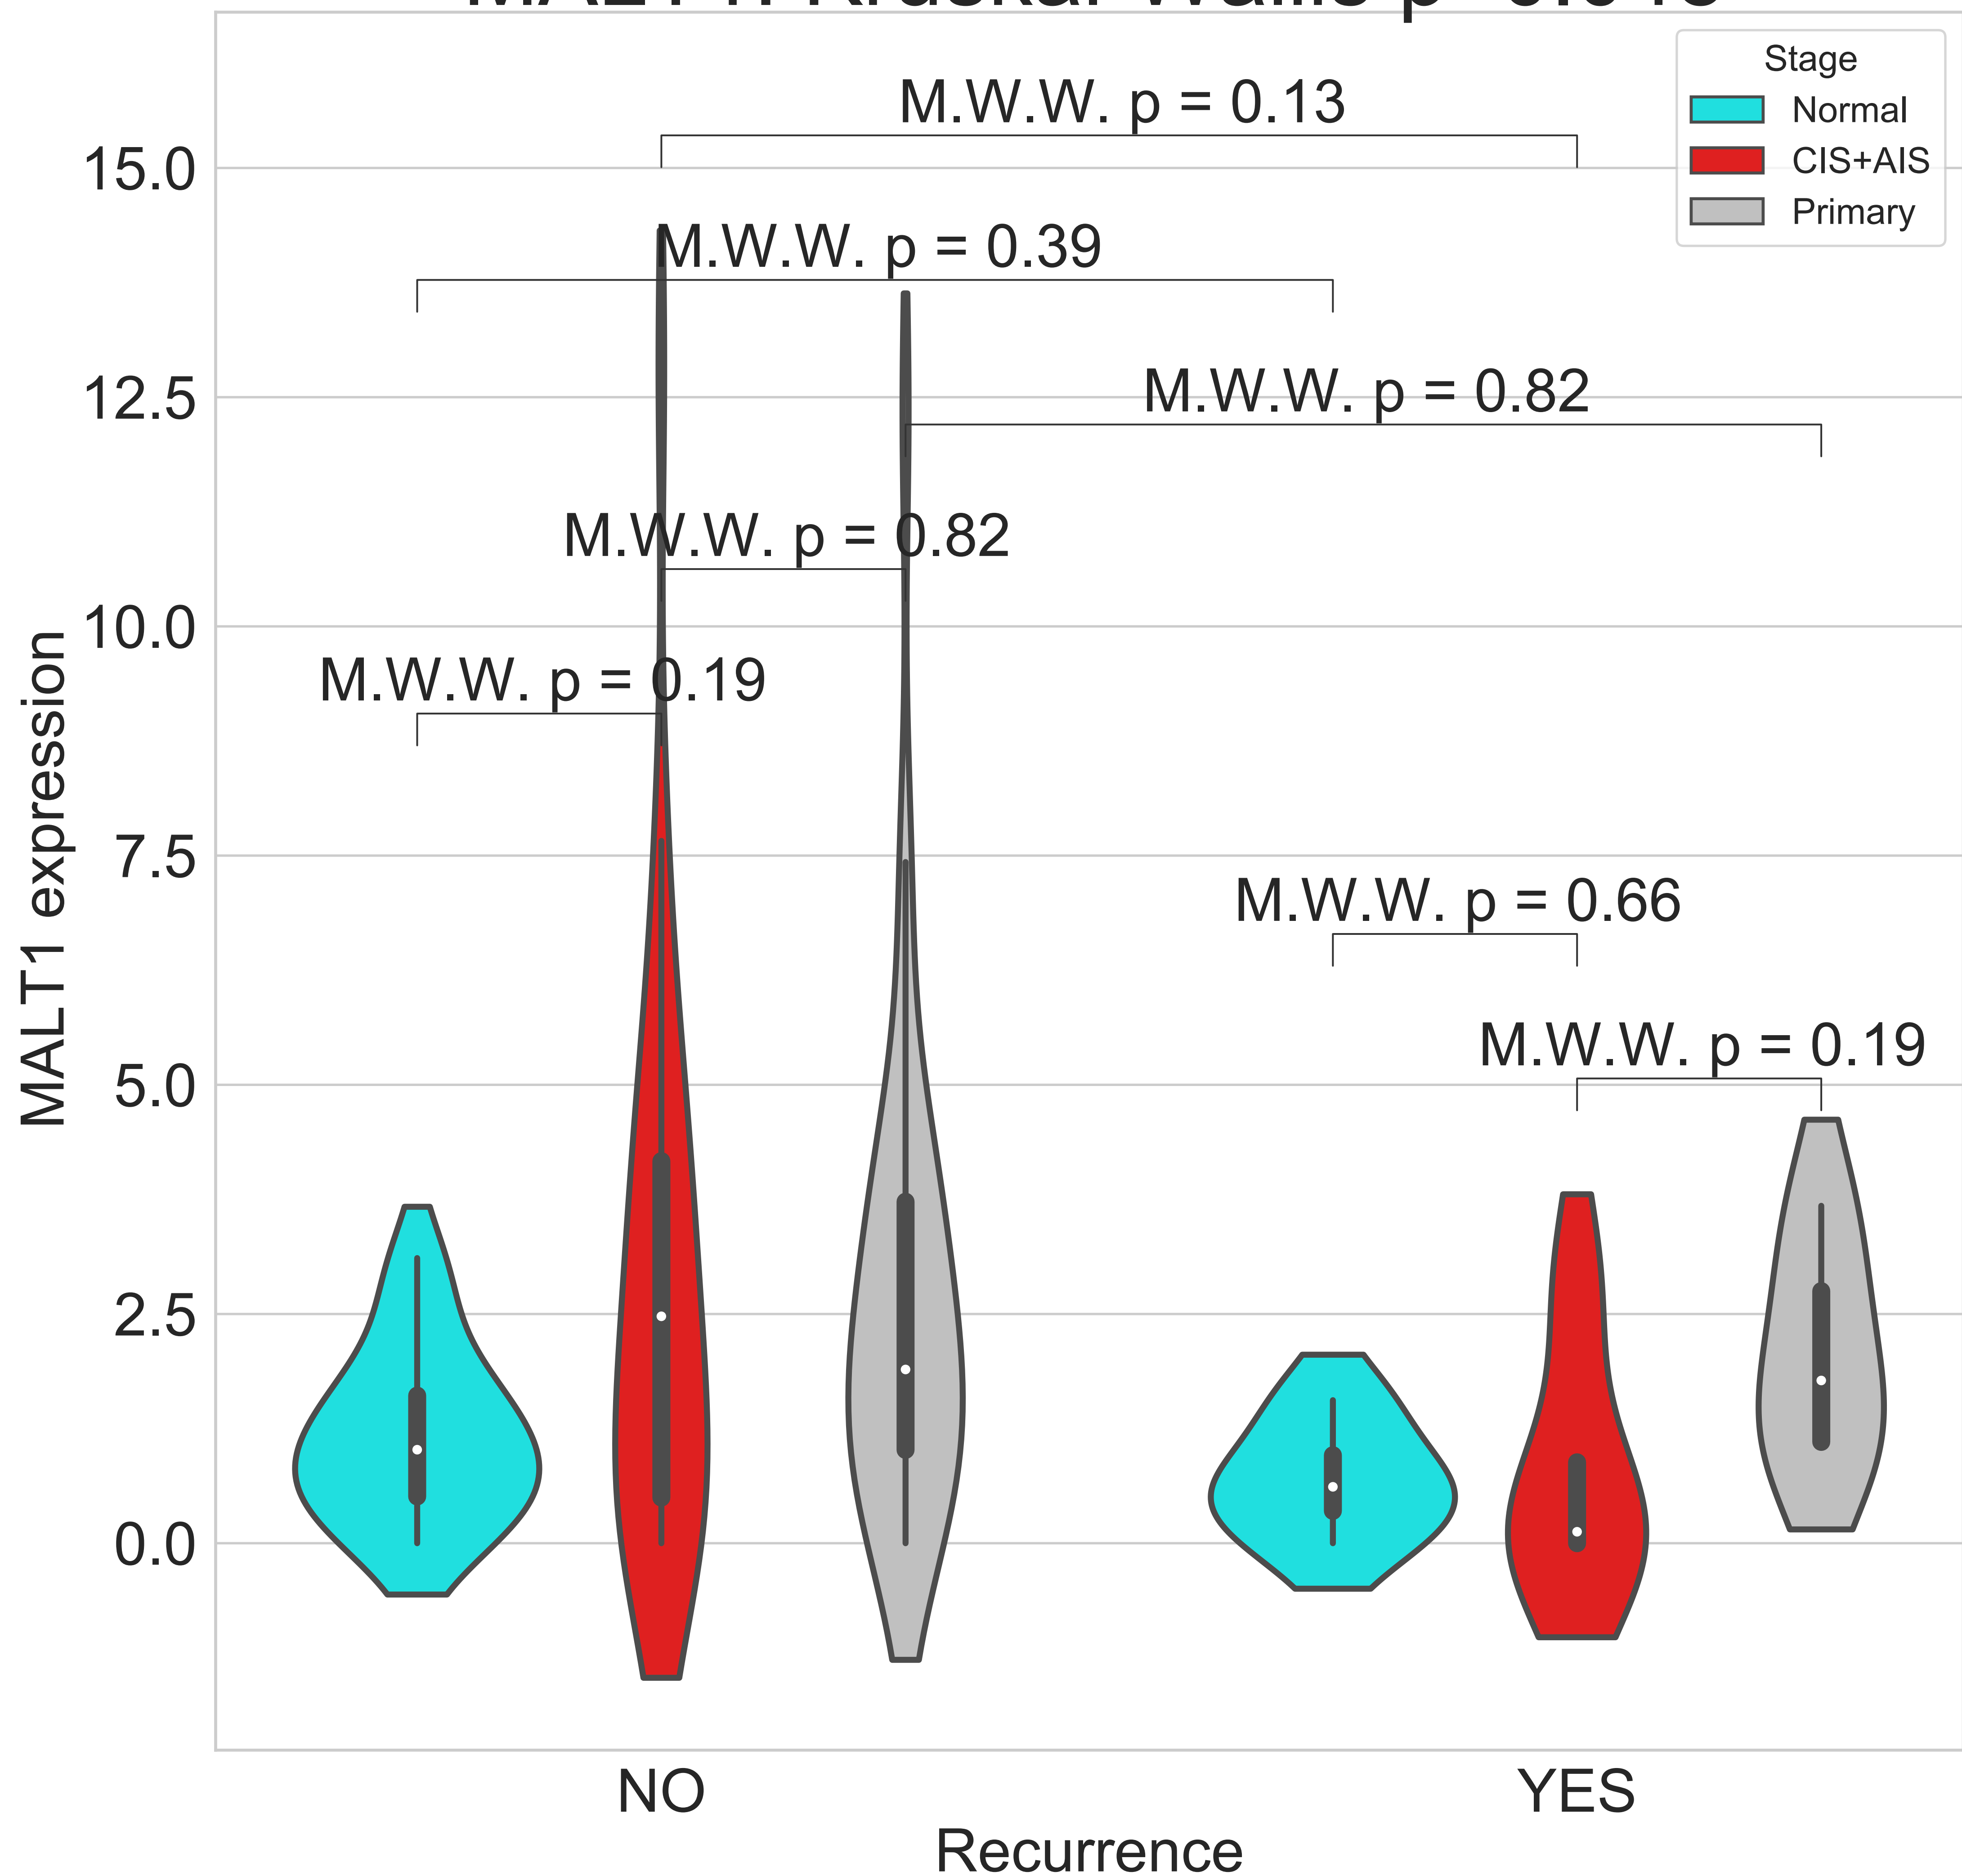 Stage
Normal
CIS+AIS
Primary
M.W.W. p = 0.13
15.0
M.W.W. p = 0.39
12.5
M.W.W. p = 0.82
M.W.W. p = 0.82
10.0
M.W.W. p = 0.19
7.5
M.W.W. p = 0.66
5.0
M.W.W. p = 0.19
2.5
0.0
MALT1 expression
NO
YES
Recurrence